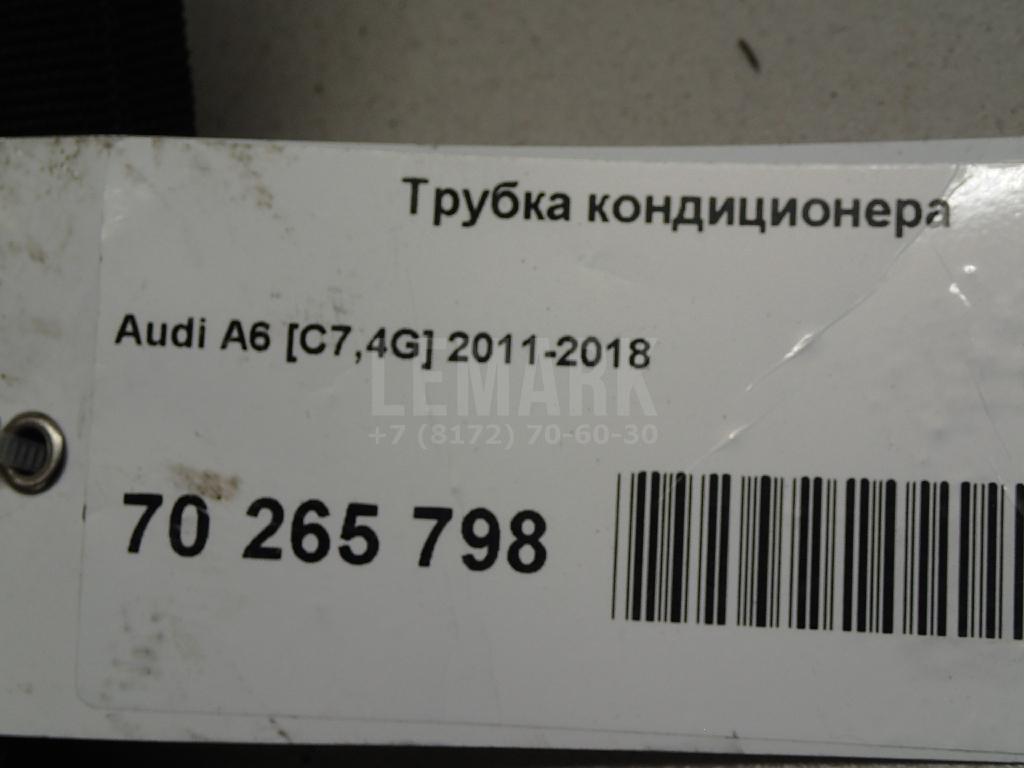 Трубка кондиционера
Audi A6 [C7,4G] 2011-2018
LEMARK
+7 (8172) 70-60-30
70 265 798